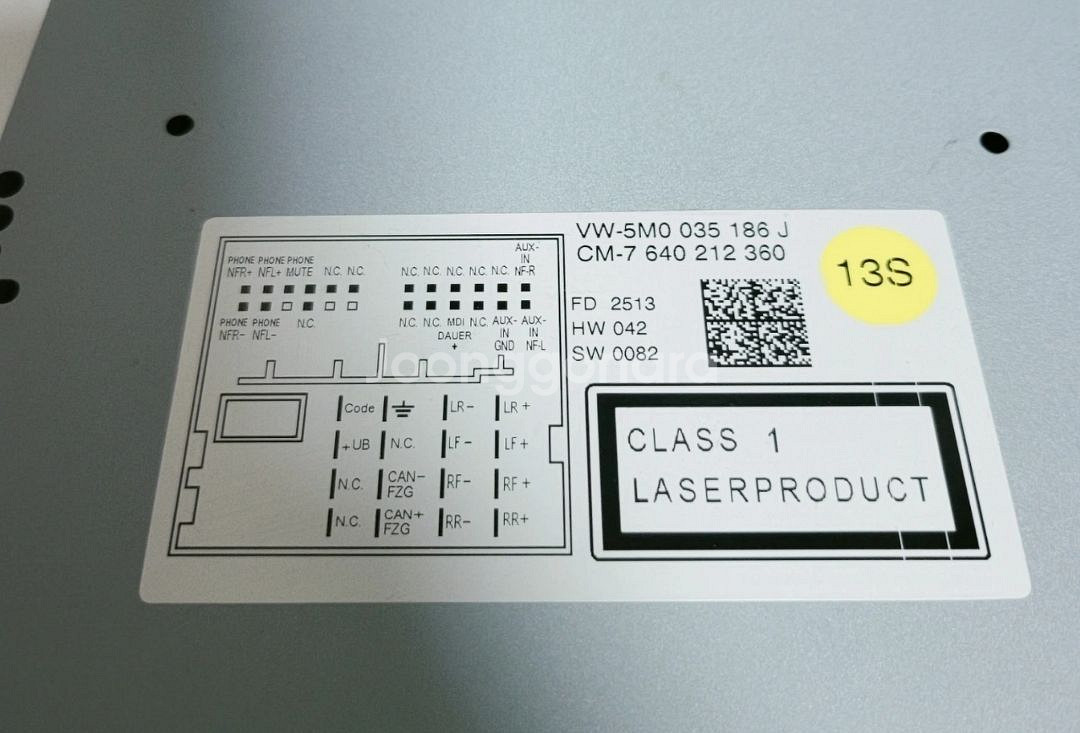 PHONE PHONE PHONE
NFR+ NFL+ MUTE N.C. N.C.
PHONE PHONE N.C.
NFR- NFL-
N.C. N.C. N.C. N.C. N.C. AUX-
IN
NF-R
N.C. N.C. MDI N.C. AUX- AUX-
DAUER IN IN
+ GND NF-L
Code LR- LR+
+UB N.C. LF- LF+
N.C. CAN- RF- RF+
FZG
N.C. CAN+ RR- RR+
FZG
VW-5M0 035 186 J
CM-7 640 212 360
FD 2513
HW 042
SW 0082
13S
CLASS 1
LASERPRODUCT
joonggonara